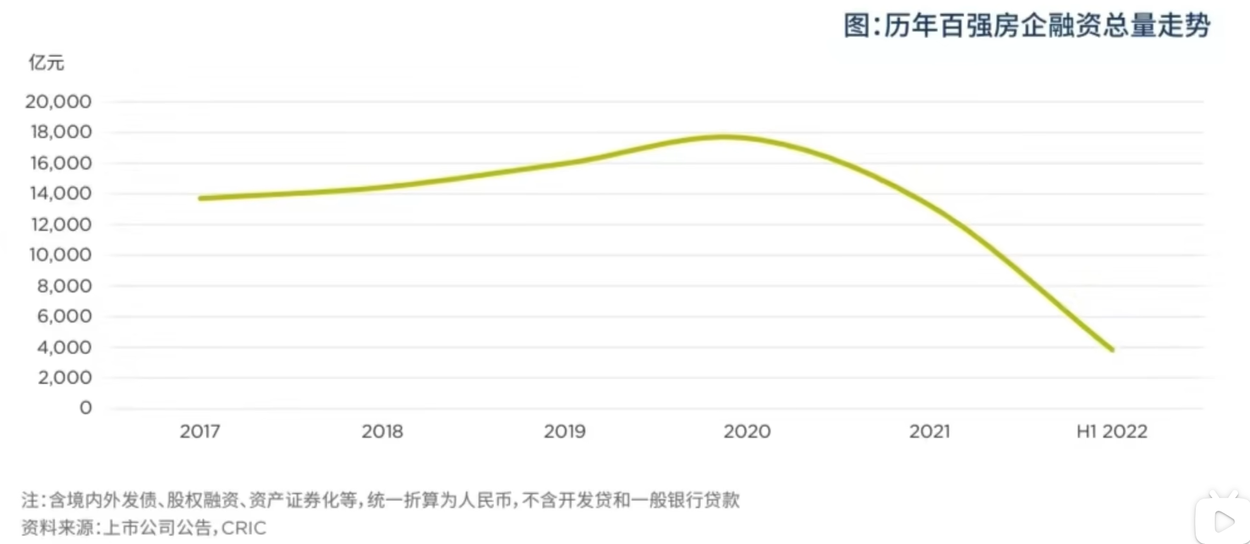 图：历年百强房企融资总量走势
亿元
20,000
18,000
16,000
14,000
12,000
10,000
8,000
6,000
4,000
2,000
0
2017 2018 2019 2020 2021 H1 2022
注：含境内外发债、股权融资、资产证券化等，统一折算为人民币，不含开发贷和一般银行贷款
资料来源：上市公司公告，CRIC